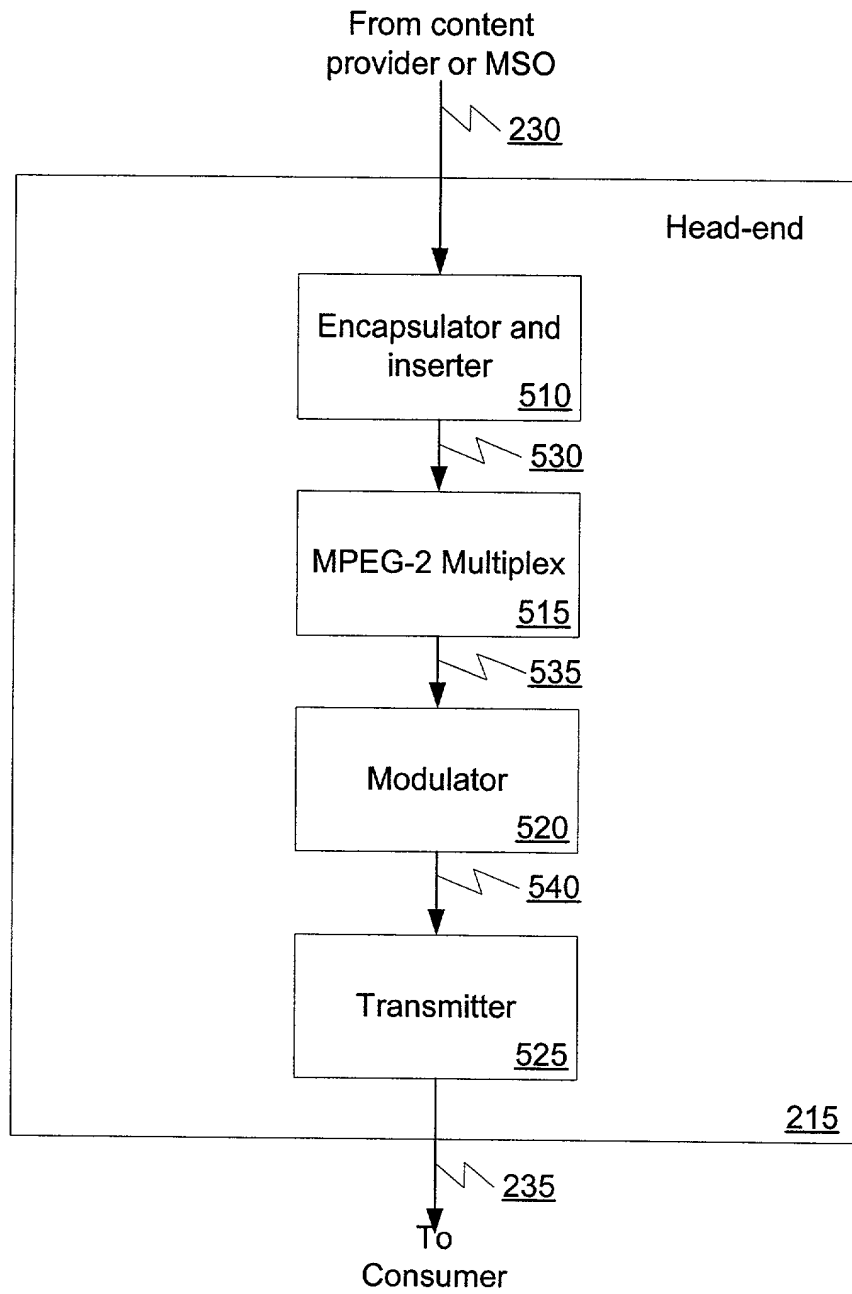 From content
provider or MSO
230
Head-end
Encapsulator and
inserter
510
530
MPEG-2 Multiplex
515
535
Modulator
520
540
Transmitter
525
215
235
To
Consumer